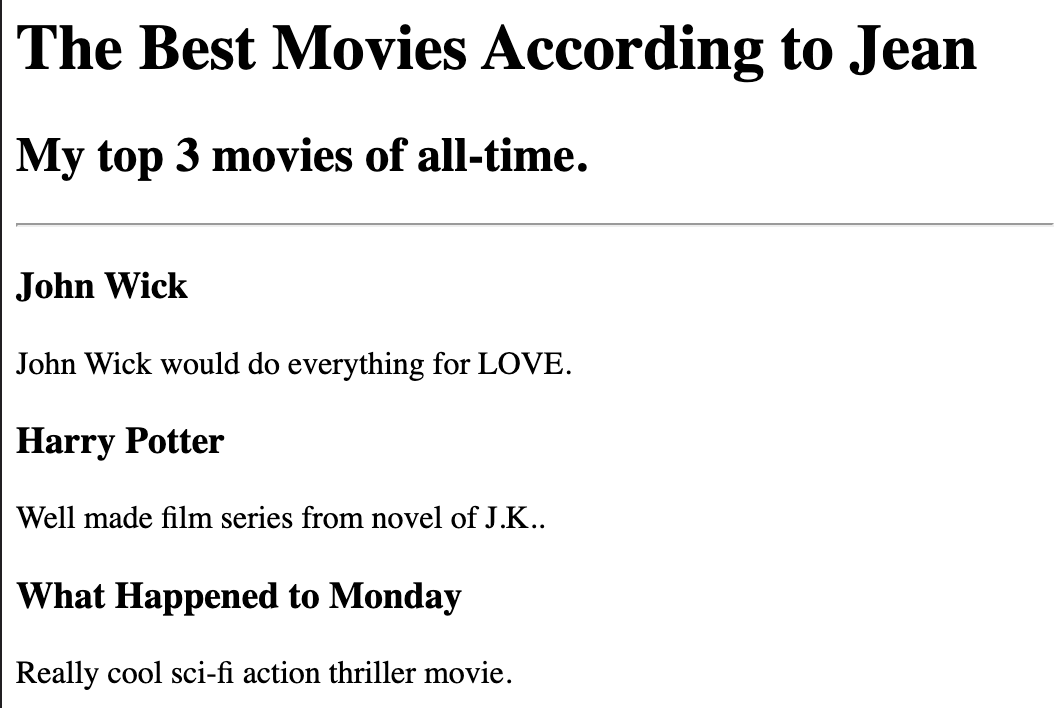 The Best Movies According to Jean
My top 3 movies of all-time.
John Wick
John Wick would do everything for LOVE.
Harry Potter
Well made film series from novel of J.K..
What Happened to Monday
Really cool sci-fi action thriller movie.